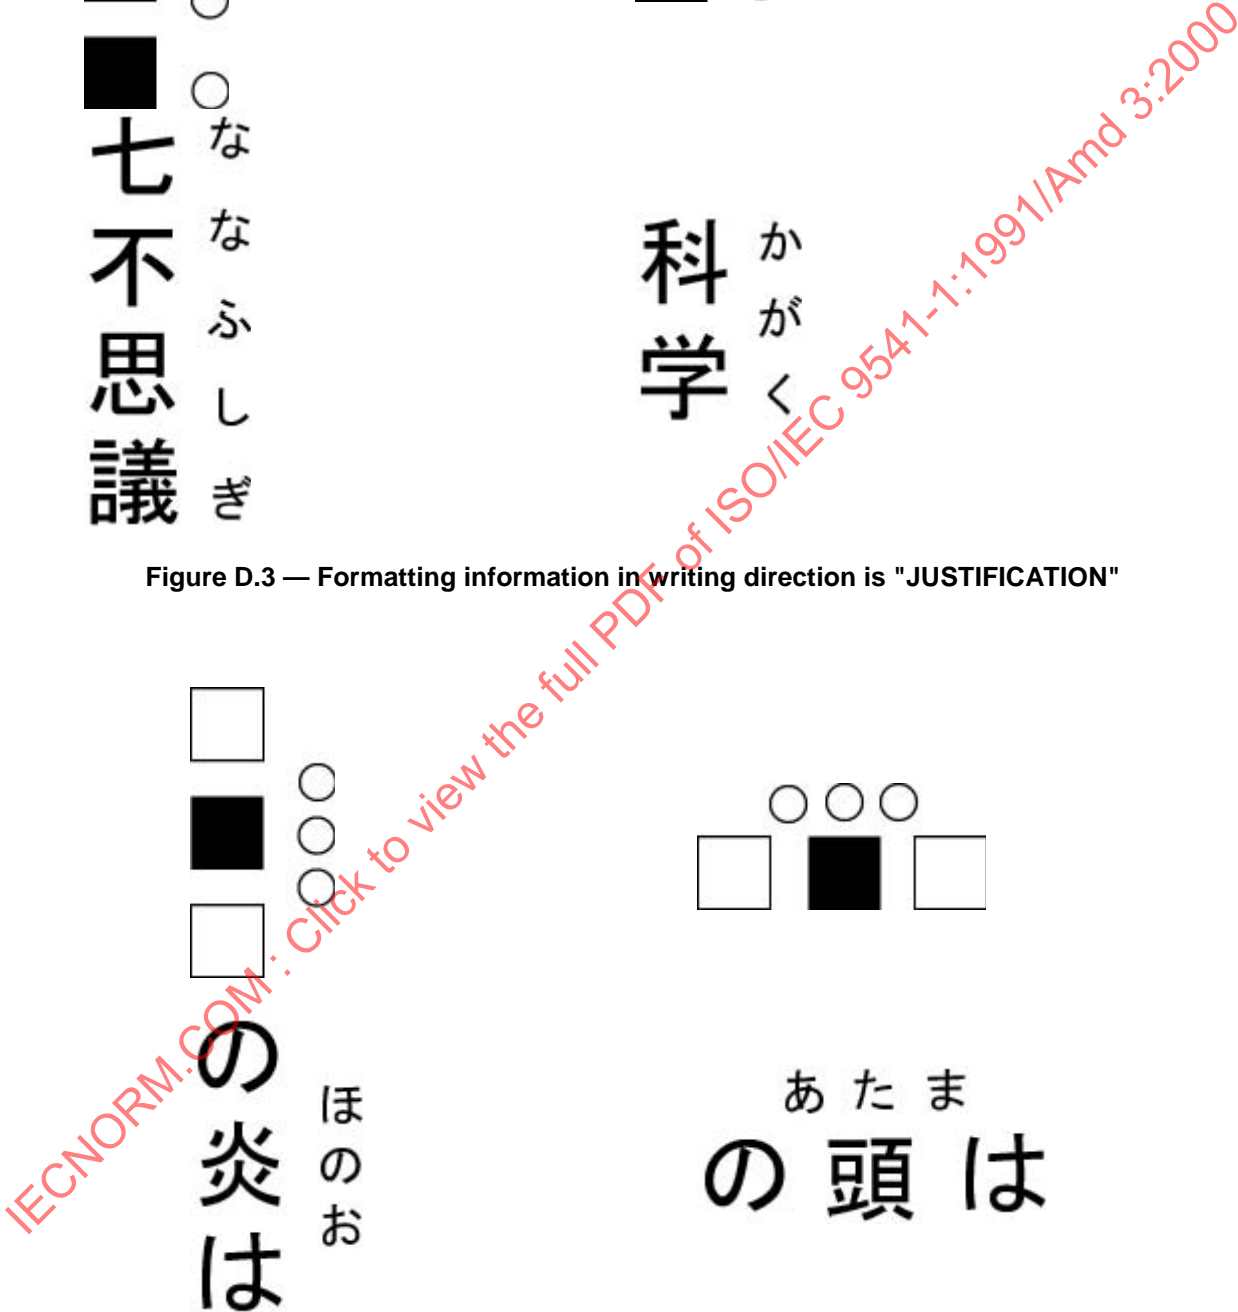 七不思議
ななふしぎ
科学
かがく
Figure D.3 — Formatting information in writing direction is "JUSTIFICATION"
の炎は
ほのお
あたま
の頭は
IECNORM.COM : Click to view the full PDF of ISO/IEC 9541-1:1991/Amd 3:2000